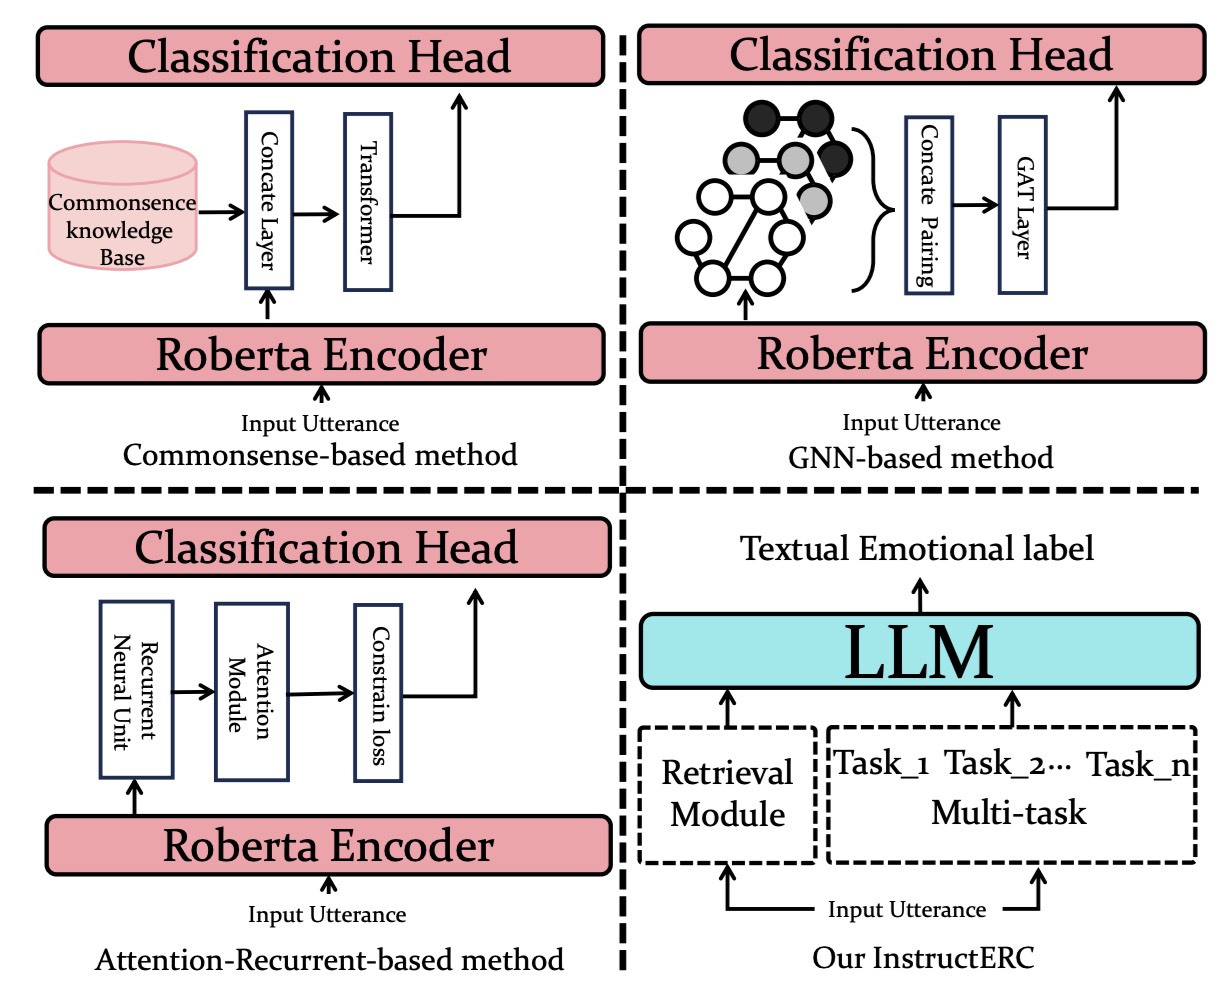 Classification Head
Commonsence
knowledge
Base
Concate Layer
Transformer
Roberta Encoder
Input Utterance
Commonsense-based method
Classification Head
Concate Pairing
GAT Layer
Roberta Encoder
Input Utterance
GNN-based method
Classification Head
Recurrent
Neural Unit
Attention
Module
Constrain loss
Roberta Encoder
Input Utterance
Attention-Recurrent-based method
Textual Emotional label
LLM
Retrieval
Module
Task_1 Task_2... Task_n
Multi-task
Input Utterance
Our InstructERC